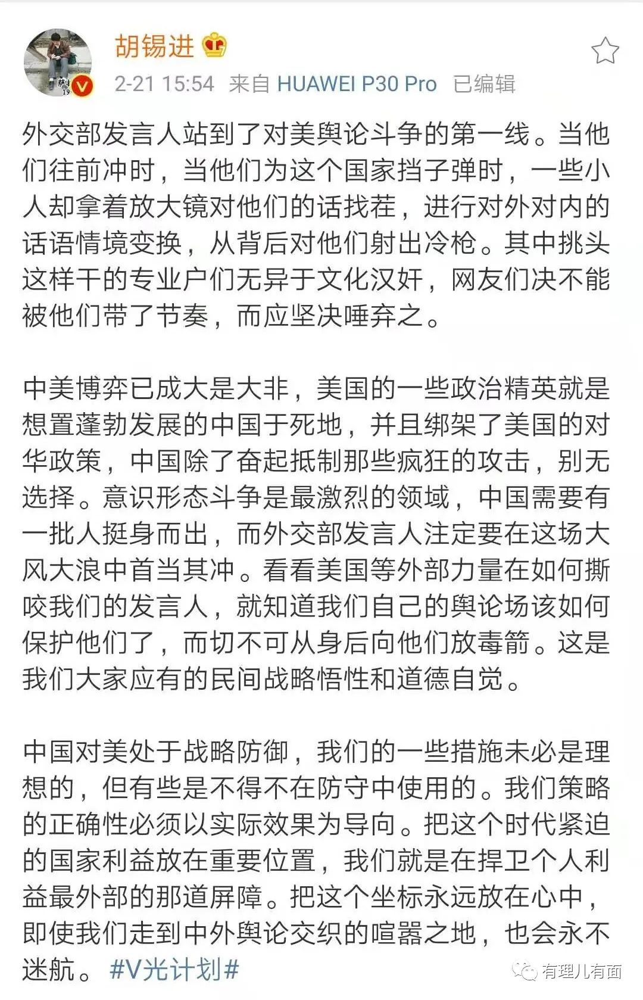 胡锡进
2-21 15:54 来自 HUAWEI P30 Pro 已编辑
外交部发言人站到了对美舆论斗争的第一线。当他
们往前冲时，当他们为这个国家挡子弹时，一些小
人却拿着放大镜对他们的话找茬，进行对外对内的
话语情境变换，从背后对他们射出冷枪。其中挑头
这样干的专业户们无异于文化汉奸，网友们决不能
被他们带了节奏，而应坚决唾弃之。
中美博弈已成大是大非，美国的一些政治精英就是
想置蓬勃发展的中国于死地，并且绑架了美国的对
华政策，中国除了奋起抵制那些疯狂的攻击，别无
选择。意识形态斗争是最激烈的领域，中国需要有
一批人挺身而出，而外交部发言人注定要在这场大
风大浪中首当其冲。看看美国等外部力量在如何撕
咬我们的发言人，就知道我们自己的舆论场该如何
保护他们了，而切不可从身后向他们放毒箭。这是
我们大家应有的民间战略悟性和道德自觉。
中国对美处于战略防御，我们的一些措施未必是理
想的，但有些是不得不在防守中使用的。我们策略
的正确性必须以实际效果为导向。把这个时代紧迫
的国家利益放在重要位置，我们就是在捍卫个人利
益最外部的那道屏障。把这个坐标永远放在心中，
即使我们走到中外舆论交织的喧嚣之地，也会永不
迷航。#V光计划#
有理儿有面